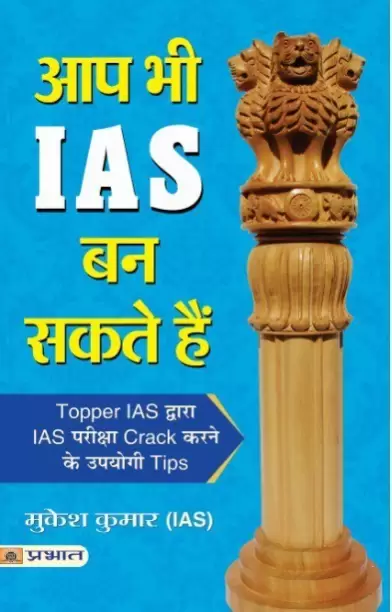 आप भी
IAS
बन
सकते हैं
Topper IAS द्वारा
IAS परीक्षा Crack करने
के उपयोगी Tips
मुकेश कुमार (IAS)
प्रभात